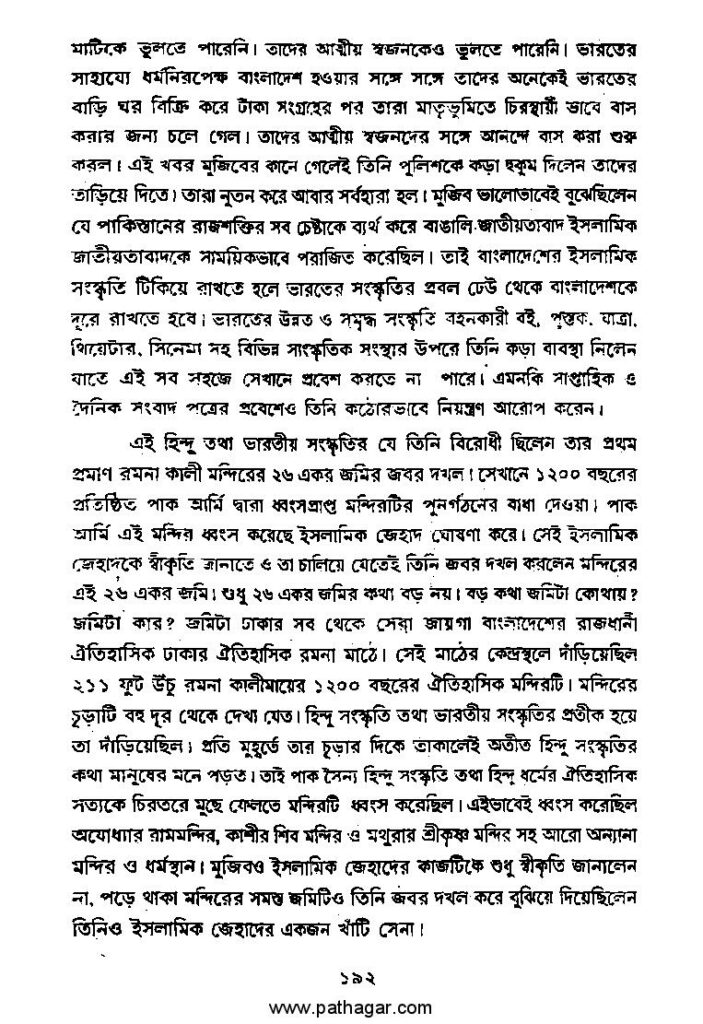 মাটিকে ভুলতে পারেনি। তাদের আত্মীয় স্বজনকেও ভুলতে পারেনি। ভারতের
সাহায্যে ধর্মনিরপেক্ষ বাংলাদেশ হওয়ার সঙ্গে সঙ্গে তাদের অনেকেই ভারতের
বাড়ি ঘর বিক্রি করে টাকা সংগ্রহের পর তারা মাতৃভূমিতে চিরস্থায়ী ভাবে বাস
করার জন্য চলে গেল। তাদের আত্মীয় স্বজনদের সঙ্গে আনন্দে বাস করা শুরু
করল। এই খবর মুজিবের কানে গেলেই তিনি পুলিশকে কড়া হুকুম দিলেন তাদের
তাড়িয়ে দিতে। তারা নূতন করে আবার সর্বহারা হল। মুজিব ভালোভাবেই বুঝেছিলেন
যে পাকিস্তানের রাজশক্তির সব চেষ্টাকে ব্যর্থ করে বাঙালি জাতীয়তাবাদ ইসলামিক
জাতীয়তাবাদকে সাময়িকভাবে পরাজিত করেছিল। তাই বাংলাদেশের ইসলামিক
সংস্কৃতি টিকিয়ে রাখতে হলে ভারতের সংস্কৃতির প্রবল ঢেউ থেকে বাংলাদেশকে
দূরে রাখতে হবে। ভারতের উন্নত ও সমৃদ্ধ সংস্কৃতি বহনকারী বই, পুস্তক, যাত্রা,
থিয়েটার, সিনেমা সহ বিভিন্ন সাংস্কৃতিক সংস্থার উপরে তিনি কড়া ব্যবস্থা নিলেন
যাতে এই সব সহজে সেখানে প্রবেশ করতে না পারে। এমনকি সাপ্তাহিক ও
দৈনিক সংবাদ পত্রের প্রবেশেও তিনি কঠোরভাবে নিয়ন্ত্রণ আরোপ করেন।
এই হিন্দু তথা ভারতীয় সংস্কৃতির যে তিনি বিরোধী ছিলেন তার প্রথম
প্রমাণ রমনা কালী মন্দিরের ২৬ একর জমির জবর দখল। সেখানে ১২০০ বছরের
প্রতিষ্ঠিত পাক আর্মি দ্বারা ধ্বংসপ্রাপ্ত মন্দিরটির পুনর্গঠনের বাধা দেওয়া। পাক
আর্মি এই মন্দির ধ্বংস করেছে ইসলামিক জেহাদ ঘোষণা করে। সেই ইসলামিক
জেহাদকে স্বীকৃতি জানাতে ও তা চালিয়ে যেতেই তিনি জবর দখল করলেন মন্দিরের
এই ২৬ একর জমি। শুধু ২৬ একর জমির কথা বড় নয়। বড় কথা জমিটা কোথায়?
জমিটা কার? জমিটা ঢাকার সব থেকে সেরা জায়গা বাংলাদেশের রাজধানী
ঐতিহাসিক ঢাকার ঐতিহাসিক রমনা মাঠে। সেই মাঠের কেন্দ্রস্থলে দাঁড়িয়েছিল
২১১ ফুট উঁচু রমনা কালীমায়ের ১২০০ বছরের ঐতিহাসিক মন্দিরটি। মন্দিরের
চূড়াটি বহু দূর থেকে দেখা যেত। হিন্দু সংস্কৃতি তথা ভারতীয় সংস্কৃতির প্রতীক হয়ে
তা দাঁড়িয়েছিল। প্রতি মুহূর্তে তার চূড়ার দিকে তাকালেই অতীত হিন্দু সংস্কৃতির
কথা মানুষের মনে পড়ত। তাই পাক সৈন্য হিন্দু সংস্কৃতি তথা হিন্দু ধর্মের ঐতিহাসিক
সত্যকে চিরতরে মুছে ফেলতে মন্দিরটি ধ্বংস করেছিল। এইভাবেই ধ্বংস করেছিল
অযোধ্যার রামমন্দির, কাশীর শিব মন্দির ও মথুরার শ্রীকৃষ্ণ মন্দির সহ আরো অন্যান্য
মন্দির ও ধর্মস্থান। মুজিবও ইসলামিক জেহাদের কাজটিকে শুধু স্বীকৃতি জানালেন
না, পড়ে থাকা মন্দিরের সমস্ত জমিটিও তিনি জবর দখল করে বুঝিয়ে দিয়েছিলেন
তিনিও ইসলামিক জেহাদের একজন খাঁটি সেনা।
১৯২
www.pathagar.com